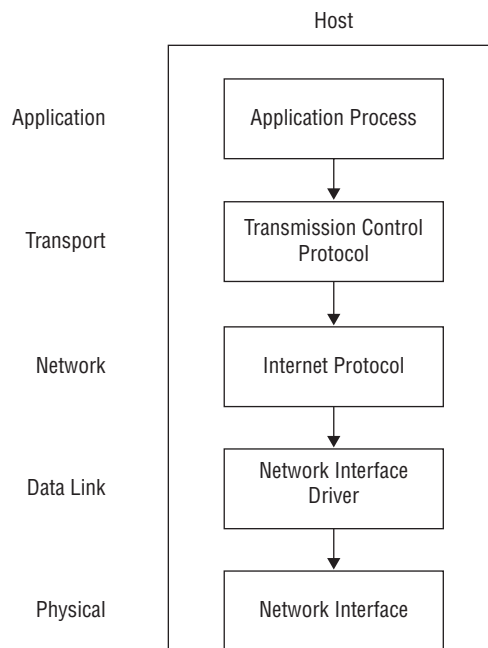 Host
Application
Application Process
Transport
Transmission Control
Protocol
Network
Internet Protocol
Data Link
Network Interface
Driver
Physical
Network Interface